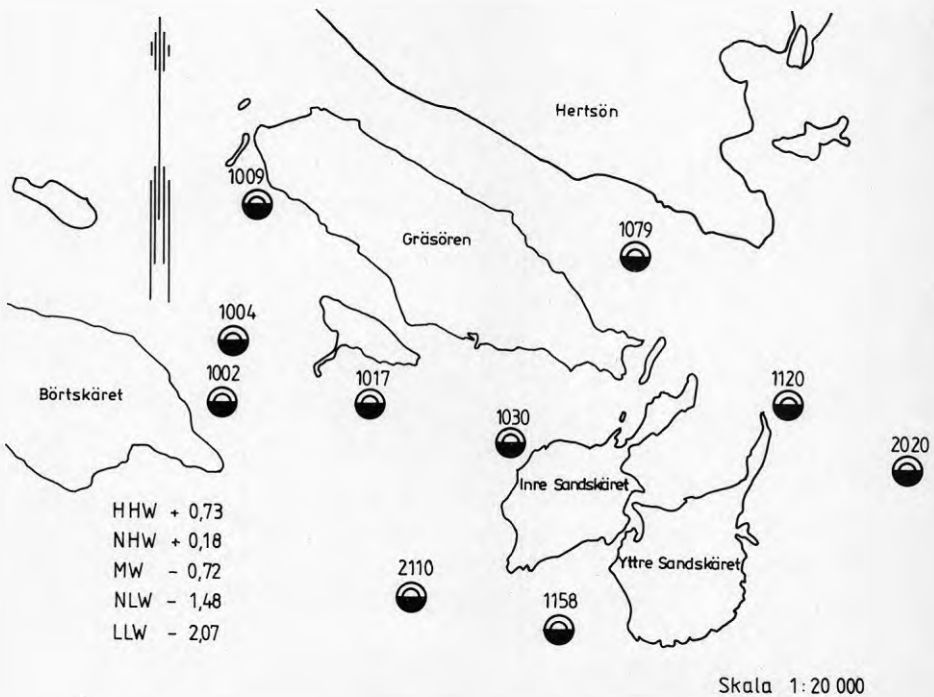 Hertsön
1009
1079
Gräsören
1004
1002
1017
1120
Börtskäret
1030
2020
Inre Sandskäret
HHW + 0,73
NHW + 0,18
MW - 0,72
NLW - 1,48
LLW - 2,07
Yttre Sandskäret
2110
1158
Skala 1:20 000